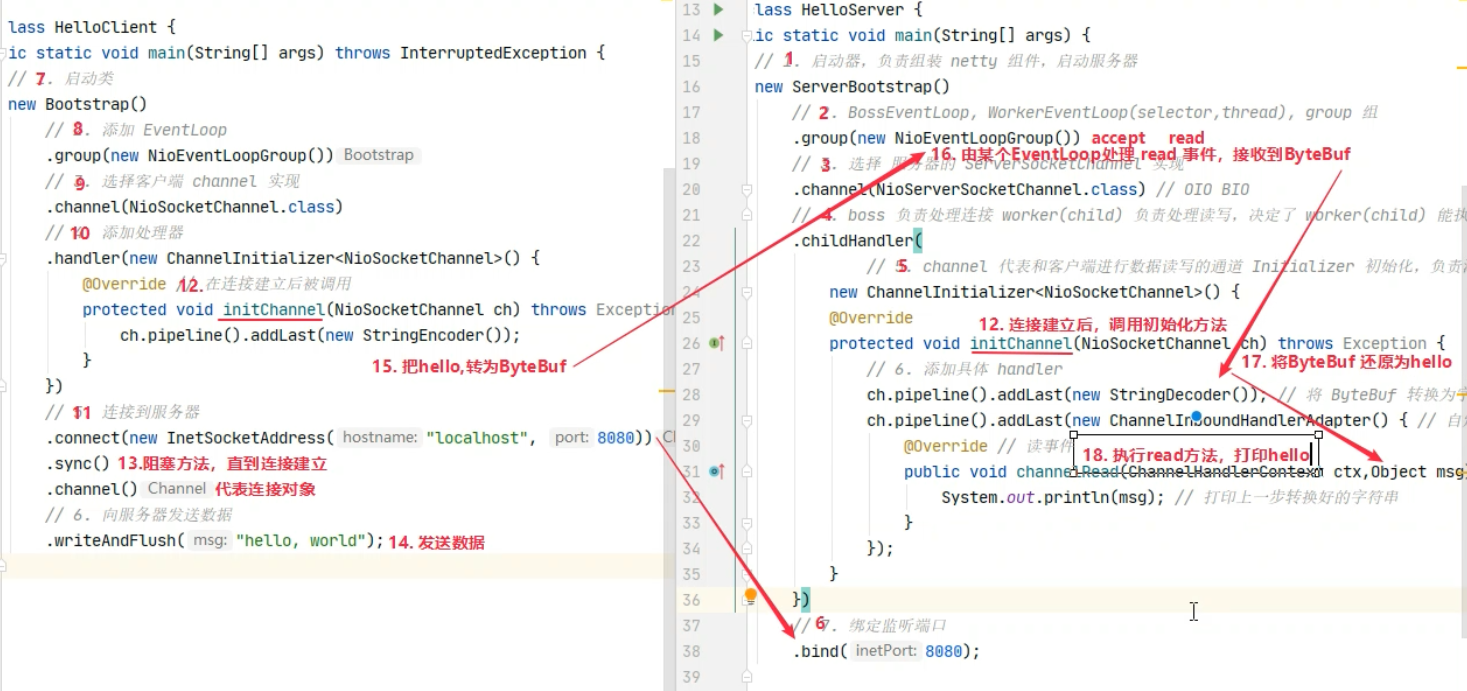 lass HelloClient {
ic static void main(String[] args) throws InterruptedException {
// 7. 启动类
new Bootstrap()
// 8. 添加 EventLoop
.group(new NioEventLoopGroup()) Bootstrap
// 9. 选择客户端 channel 实现
.channel(NioSocketChannel.class)
// 10 添加处理器
.handler(new ChannelInitializer<NioSocketChannel>() {
@Override // 12. 在连接建立后被调用
protected void initChannel(NioSocketChannel ch) throws Exception
ch.pipeline().addLast(new StringEncoder());
}
15. 把hello,转为ByteBuf
})
// 11 连接到服务器
.connect(new InetSocketAddress( hostname: "localhost", port: 8080))
.sync() 13.阻塞方法，直到连接建立
.channel() Channel 代表连接对象
// 6. 向服务器发送数据
.writeAndFlush( msg: "hello, world"); 14. 发送数据
13 lass HelloServer {
14 ic static void main(String[] args) {
15 // 1. 启动器，负责组装 netty 组件，启动服务器
16 new ServerBootstrap()
17 // 2. BossEventLoop, WorkerEventLoop(selector,thread), group 组
18 .group(new NioEventLoopGroup()) accept read
16. 由某个EventLoop处理 read 事件，接收到ByteBuf
19 // 3. 选择 服务器的 ServerSocketChannel 实现
20 .channel(NioServerSocketChannel.class) // OIO BIO
21 // 4. boss 负责处理连接 worker(child) 负责处理读写，决定了 worker(child) 能执
22 .childHandler(
23 // 5. channel 代表和客户端进行数据读写的通道 Initializer 初始化，负责
24 new ChannelInitializer<NioSocketChannel>() {
25 @Override
12. 连接建立后，调用初始化方法
26 protected void initChannel(NioSocketChannel ch) throws Exception {
17. 将ByteBuf 还原为hello
27 // 6. 添加具体 handler
28 ch.pipeline().addLast(new StringDecoder()); // 将 ByteBuf 转换为字
29 ch.pipeline().addLast(new ChannelInboundHandlerAdapter() { // 自
30 @Override // 读事件
18. 执行read方法，打印hello
31 public void channelRead(ChannelHandlerContext ctx,Object msg
32 System.out.println(msg); // 打印上一步转换好的字符串
33 }
34 });
35 }
36 })
37 // 6 7. 绑定监听端口
38 .bind( inetPort: 8080);
39